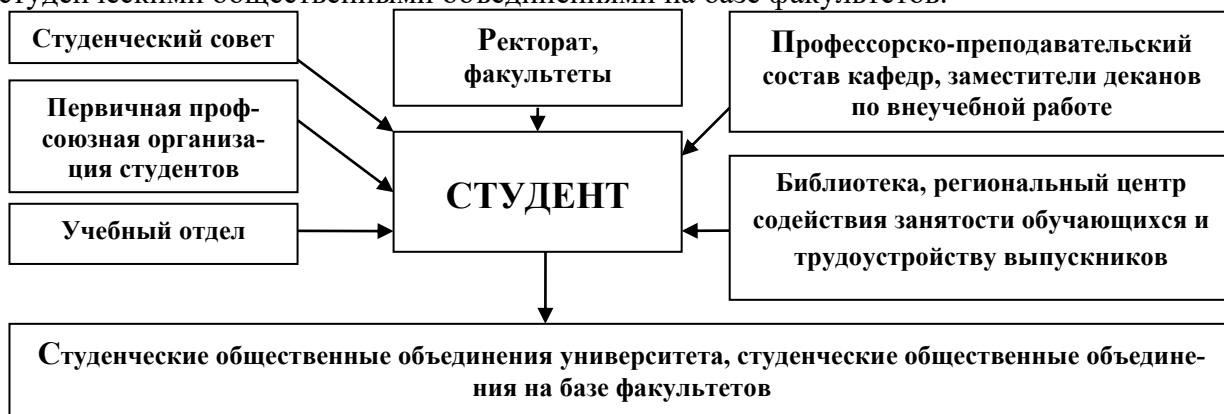 студенческими общественными объединениями на базе факультетов.
Студенческий совет
Ректорат,
факультеты
Профессорско-преподавательский
состав кафедр, заместители деканов
по внеучебной работе
Первичная проф-
союзная организа-
ция студентов
СТУДЕНТ
Библиотека, региональный центр
содействия занятости обучающихся и
трудоустройству выпускников
Учебный отдел
Студенческие общественные объединения университета, студенческие общественные объедине-
ния на базе факультетов